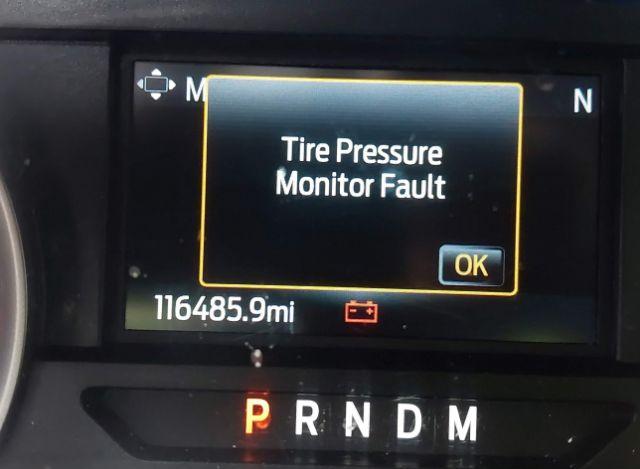 M
N
Tire Pressure
Monitor Fault
OK
116485.9mi
P R N D M